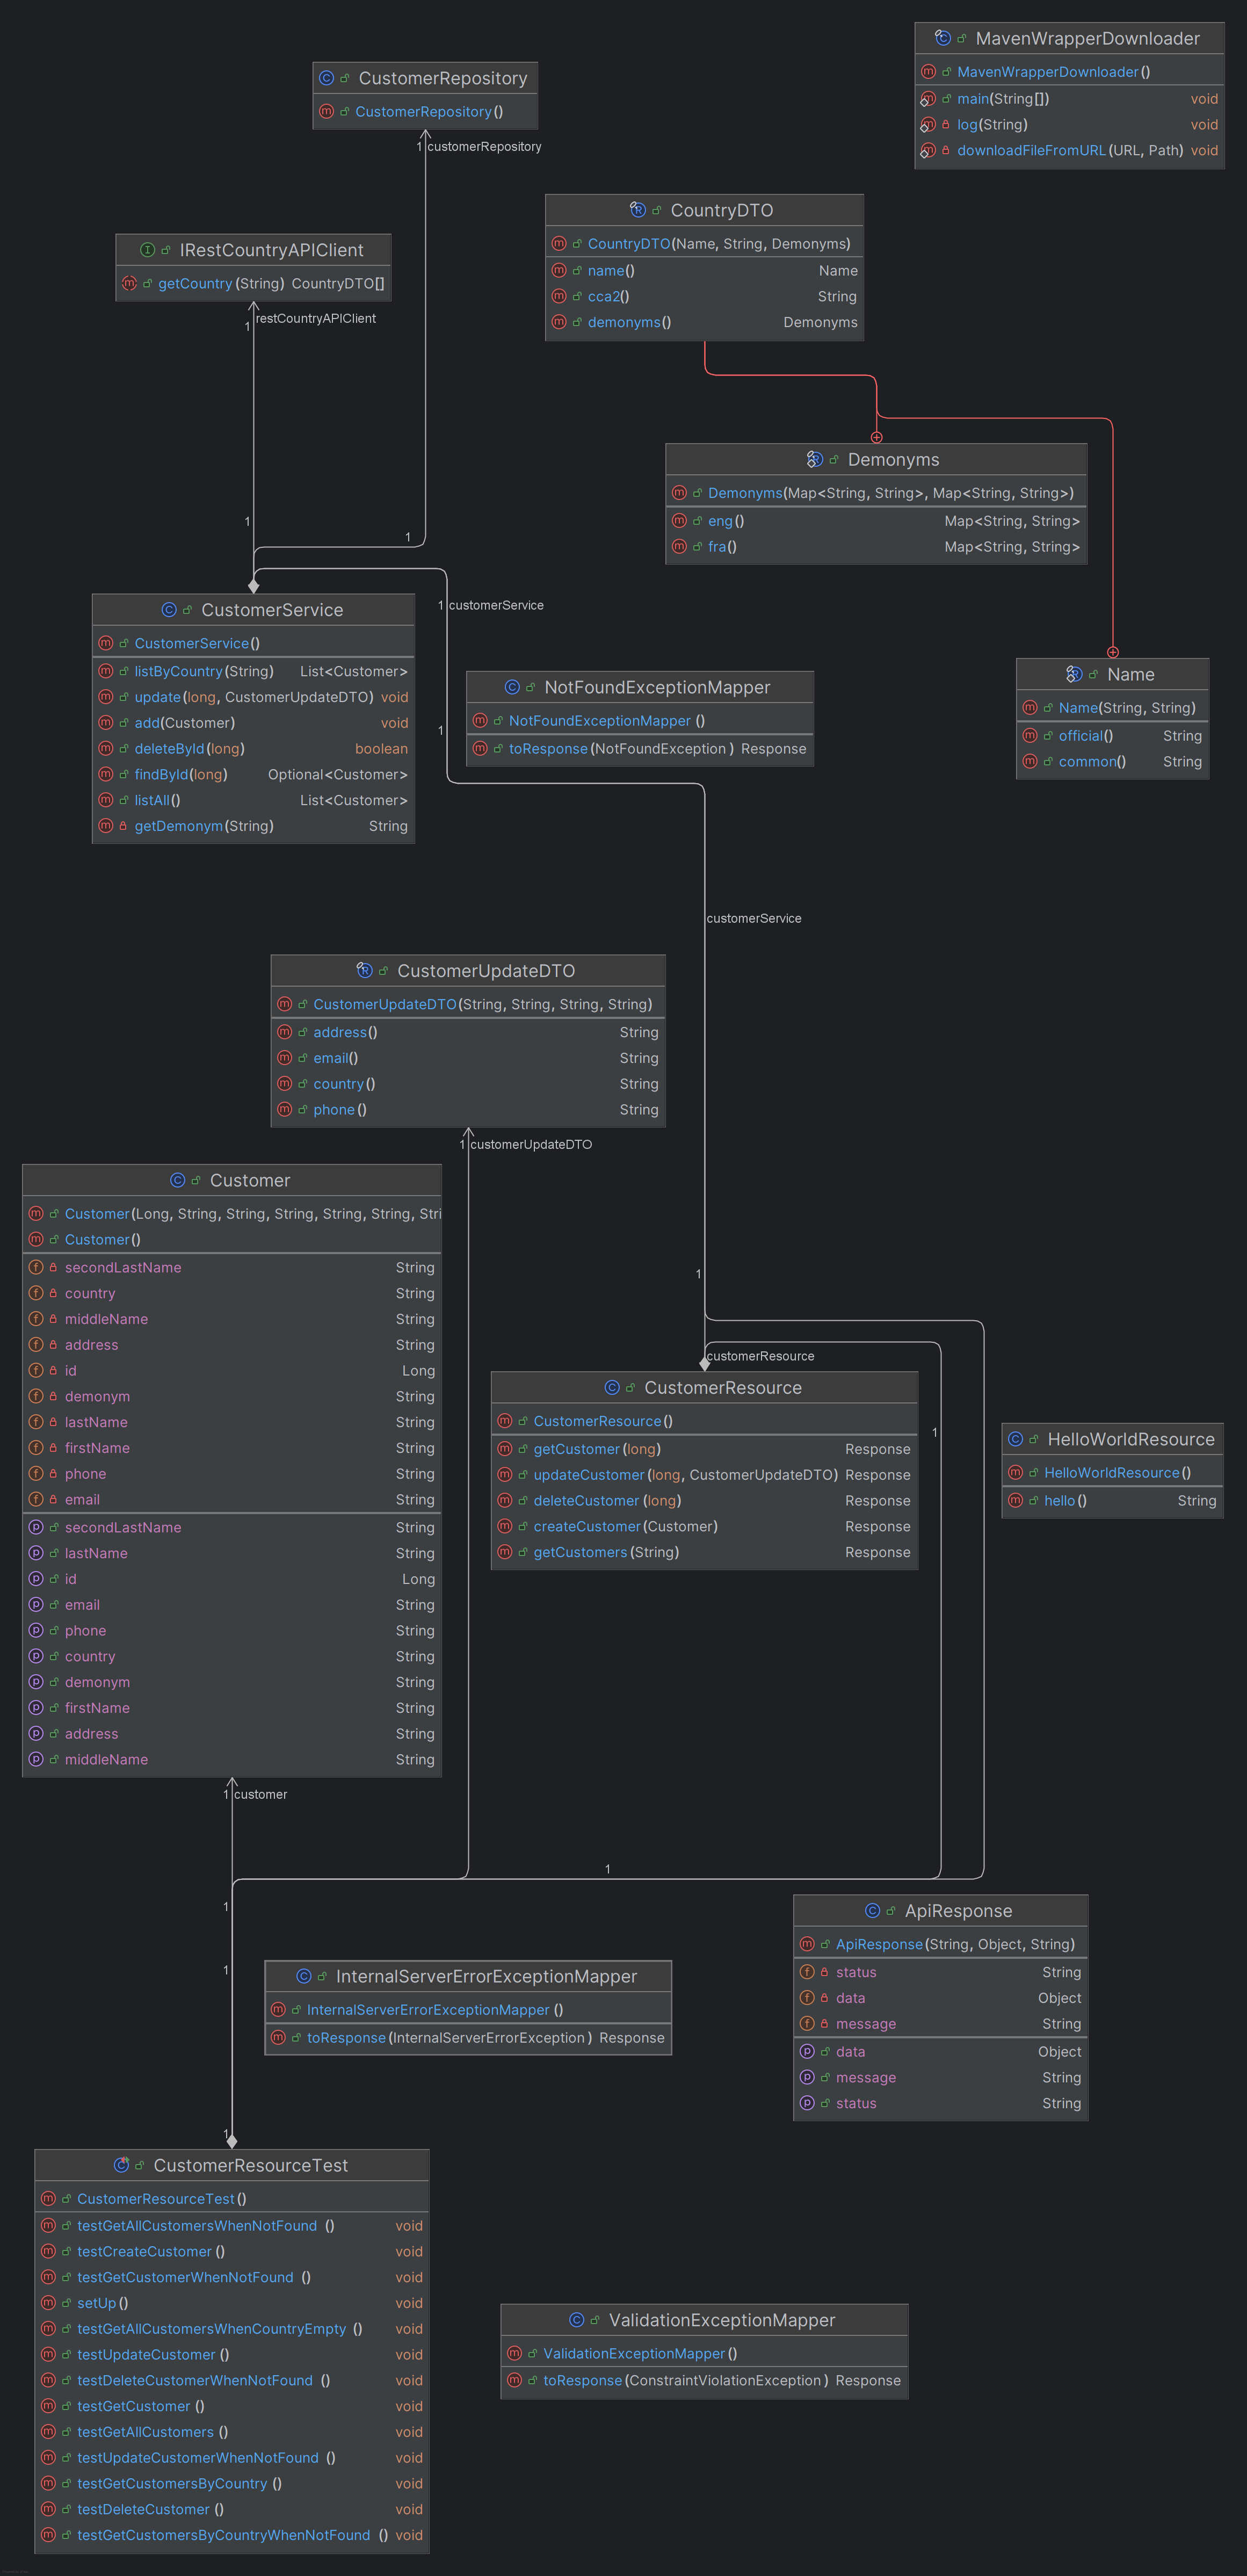 MavenWrapperDownloader
MavenWrapperDownloader()
main(String[]) void
log(String) void
downloadFileFromURL(URL, Path) void
CustomerRepository
CustomerRepository()
1 customerRepository
CountryDTO
CountryDTO(Name, String, Demonyms)
name() Name
cca2() String
demonyms() Demonyms
IRestCountryAPIClient
getCountry(String) CountryDTO[]
restCountryAPIClient
1
Demonyms
Demonyms(Map<String, String>, Map<String, String>)
eng() Map<String, String>
fra() Map<String, String>
1
1
CustomerService
CustomerService()
listByCountry(String) List<Customer>
update(long, CustomerUpdateDTO) void
add(Customer) void
deleteById(long) boolean
findById(long) Optional<Customer>
listAll() List<Customer>
getDemonym(String) String
1 customerService
1
NotFoundExceptionMapper
NotFoundExceptionMapper ()
toResponse(NotFoundException) Response
Name
Name(String, String)
official() String
common() String
customerService
CustomerUpdateDTO
CustomerUpdateDTO(String, String, String, String)
address() String
email() String
country() String
phone() String
1 customerUpdateDTO
Customer
Customer(Long, String, String, String, String, String, Stri
Customer()
secondLastName String
country String
middleName String
address String
id Long
demonym String
lastName String
firstName String
phone String
email String
secondLastName String
lastName String
id Long
email String
phone String
country String
demonym String
firstName String
address String
middleName String
1
customerResource
CustomerResource
CustomerResource()
getCustomer(long) Response
updateCustomer(long, CustomerUpdateDTO) Response
deleteCustomer(long) Response
createCustomer(Customer) Response
getCustomers(String) Response
1
HelloWorldResource
HelloWorldResource()
hello() String
1 customer
1
1
1
1
ApiResponse
ApiResponse(String, Object, String)
status String
data Object
message String
data Object
message String
status String
InternalServerErrorExceptionMapper
InternalServerErrorExceptionMapper ()
toResponse(InternalServerErrorException) Response
CustomerResourceTest
CustomerResourceTest()
testGetAllCustomersWhenNotFound () void
testCreateCustomer() void
testGetCustomerWhenNotFound () void
setUp() void
testGetAllCustomersWhenCountryEmpty () void
testUpdateCustomer() void
testDeleteCustomerWhenNotFound () void
testGetCustomer() void
testGetAllCustomers () void
testUpdateCustomerWhenNotFound () void
testGetCustomersByCountry () void
testDeleteCustomer () void
testGetCustomersByCountryWhenNotFound () void
ValidationExceptionMapper
ValidationExceptionMapper()
toResponse(ConstraintViolationException) Response